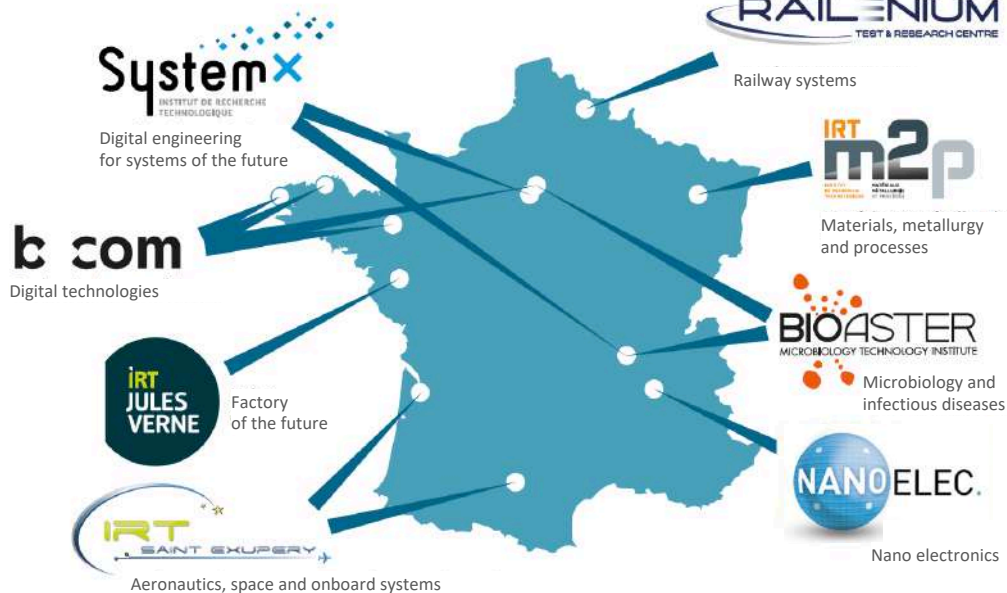 RAILENIUM
TEST & RESEARCH CENTRE
Railway systems
SystemX
INSTITUT DE RECHERCHE
TECHNOLOGIQUE
Digital engineering
for systems of the future
IRT
m2p
Materials, metallurgy
and processes
b com
Digital technologies
BIOASTER
MICROBIOLOGY TECHNOLOGY INSTITUTE
Microbiology and
infectious diseases
IRT
JULES
VERNE
Factory
of the future
NANOELEC.
Nano electronics
IRT
SAINT EXUPERY
Aeronautics, space and onboard systems